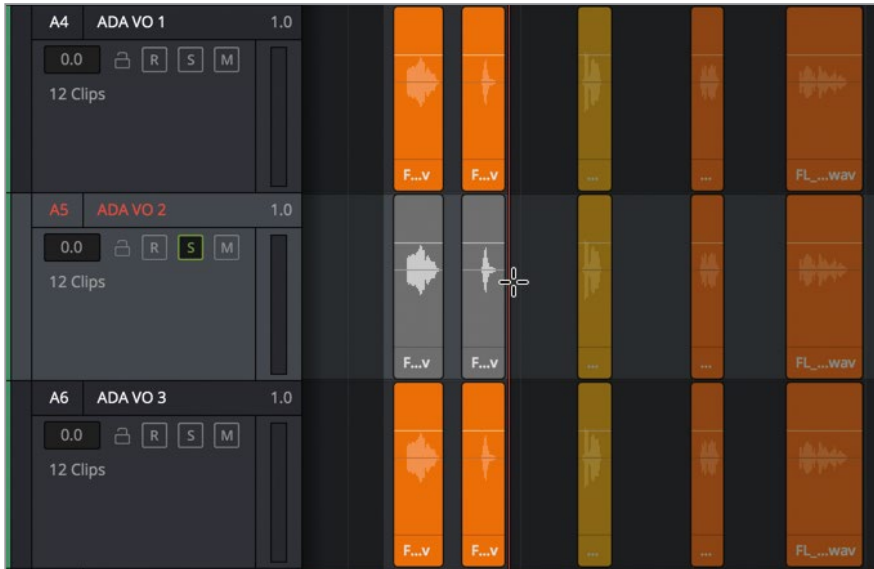 A4 ADA VO 1 1.0
0.0 R S M
12 Clips
F...v F...v ... ... FL_...wav
A5 ADA VO 2 1.0
0.0 R S M
12 Clips
F...v F...v ... ... FL_...wav
A6 ADA VO 3 1.0
0.0 R S M
12 Clips
F...v F...v ... ... FL_...wav